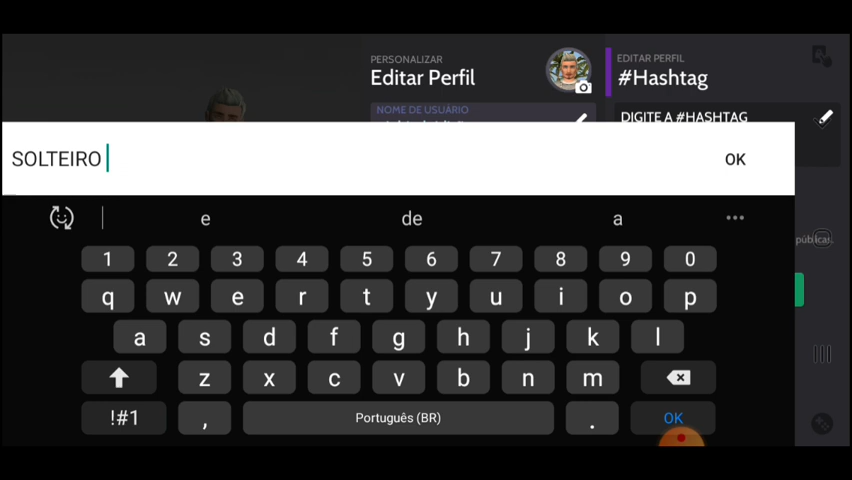 PERSONALIZAR
Editar Perfil
EDITAR PERFIL
#Hashtag
NOME DE USUÁRIO
DIGITE A #HASHTAG
SOLTEIRO
OK
e de a
públicas.
1 2 3 4 5 6 7 8 9 0
q w e r t y u i o p
a s d f g h j k l
z x c v b n m
!#1 , Português (BR) . OK